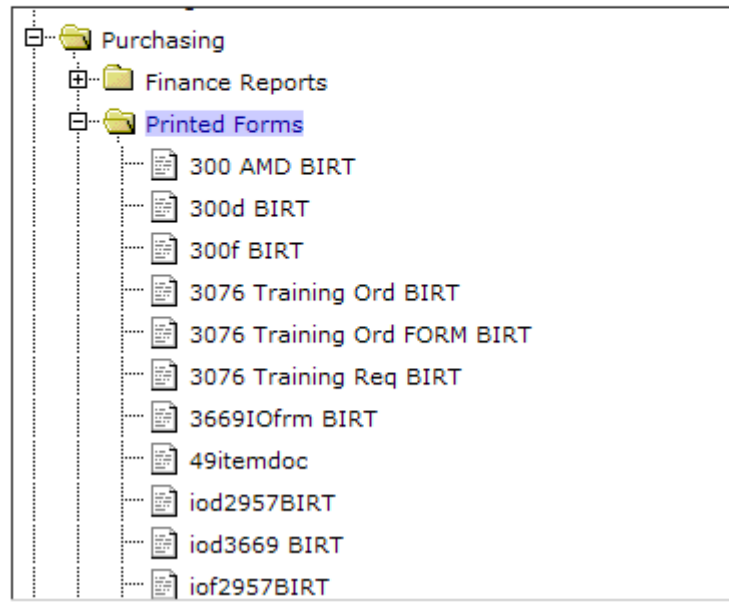 Purchasing
Finance Reports
Printed Forms
300 AMD BIRT
300d BIRT
300f BIRT
3076 Training Ord BIRT
3076 Training Ord FORM BIRT
3076 Training Req BIRT
3669IOfrm BIRT
49itemdoc
iod2957BIRT
iod3669 BIRT
iof2957BIRT